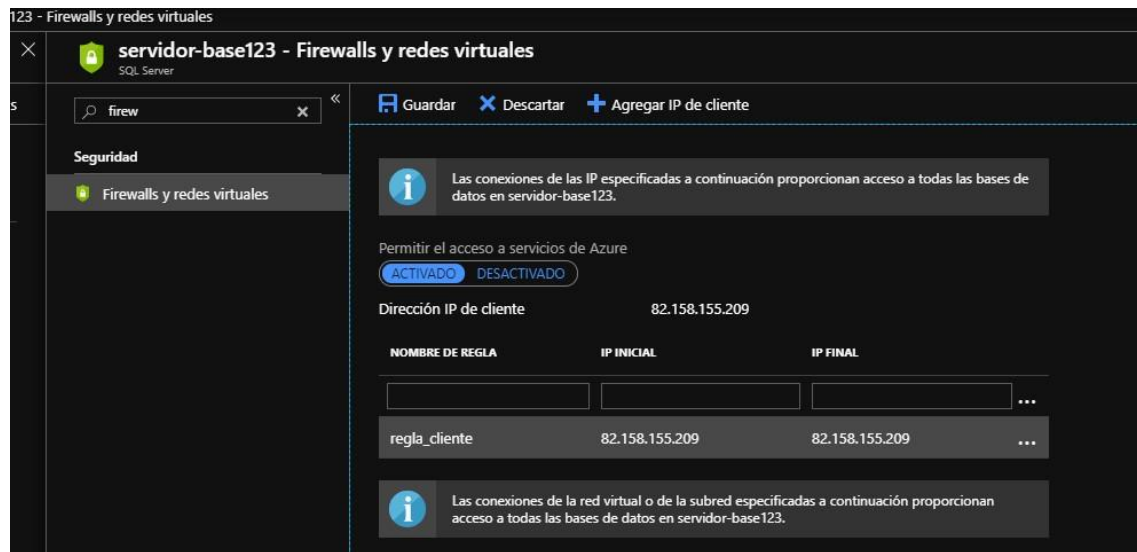 123 - Firewalls y redes virtuales
servidor-base123 - Firewalls y redes virtuales
SQL Server
s
firew
«
Guardar Descartar Agregar IP de cliente
Seguridad
Firewalls y redes virtuales
Las conexiones de las IP especificadas a continuación proporcionan acceso a todas las bases de
datos en servidor-base123.
Permitir el acceso a servicios de Azure
ACTIVADO DESACTIVADO
Dirección IP de cliente 82.158.155.209
NOMBRE DE REGLA IP INICIAL IP FINAL
...
regla_cliente 82.158.155.209 82.158.155.209 ...
Las conexiones de la red virtual o de la subred especificadas a continuación proporcionan
acceso a todas las bases de datos en servidor-base123.